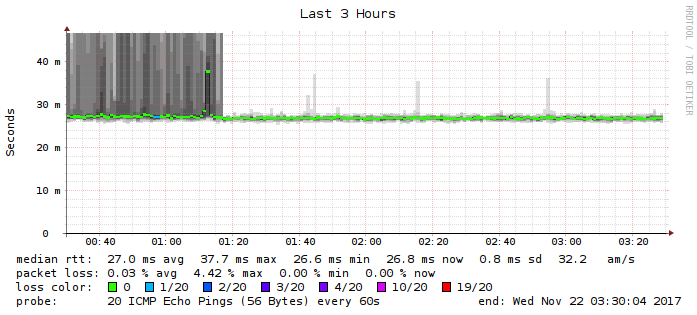 Last 3 Hours
RRDTOOL / TOBI OETIKER
Seconds
40 m
30 m
20 m
10 m
0
00:40 01:00 01:20 01:40 02:00 02:20 02:40 03:00 03:20
median rtt: 27.0 ms avg 37.7 ms max 26.6 ms min 26.8 ms now 0.8 ms sd 32.2 am/s
packet loss: 0.03 % avg 4.42 % max 0.00 % min 0.00 % now
loss color: 0 1/20 2/20 3/20 4/20 10/20 19/20
probe: 20 ICMP Echo Pings (56 Bytes) every 60s end: Wed Nov 22 03:30:04 2017